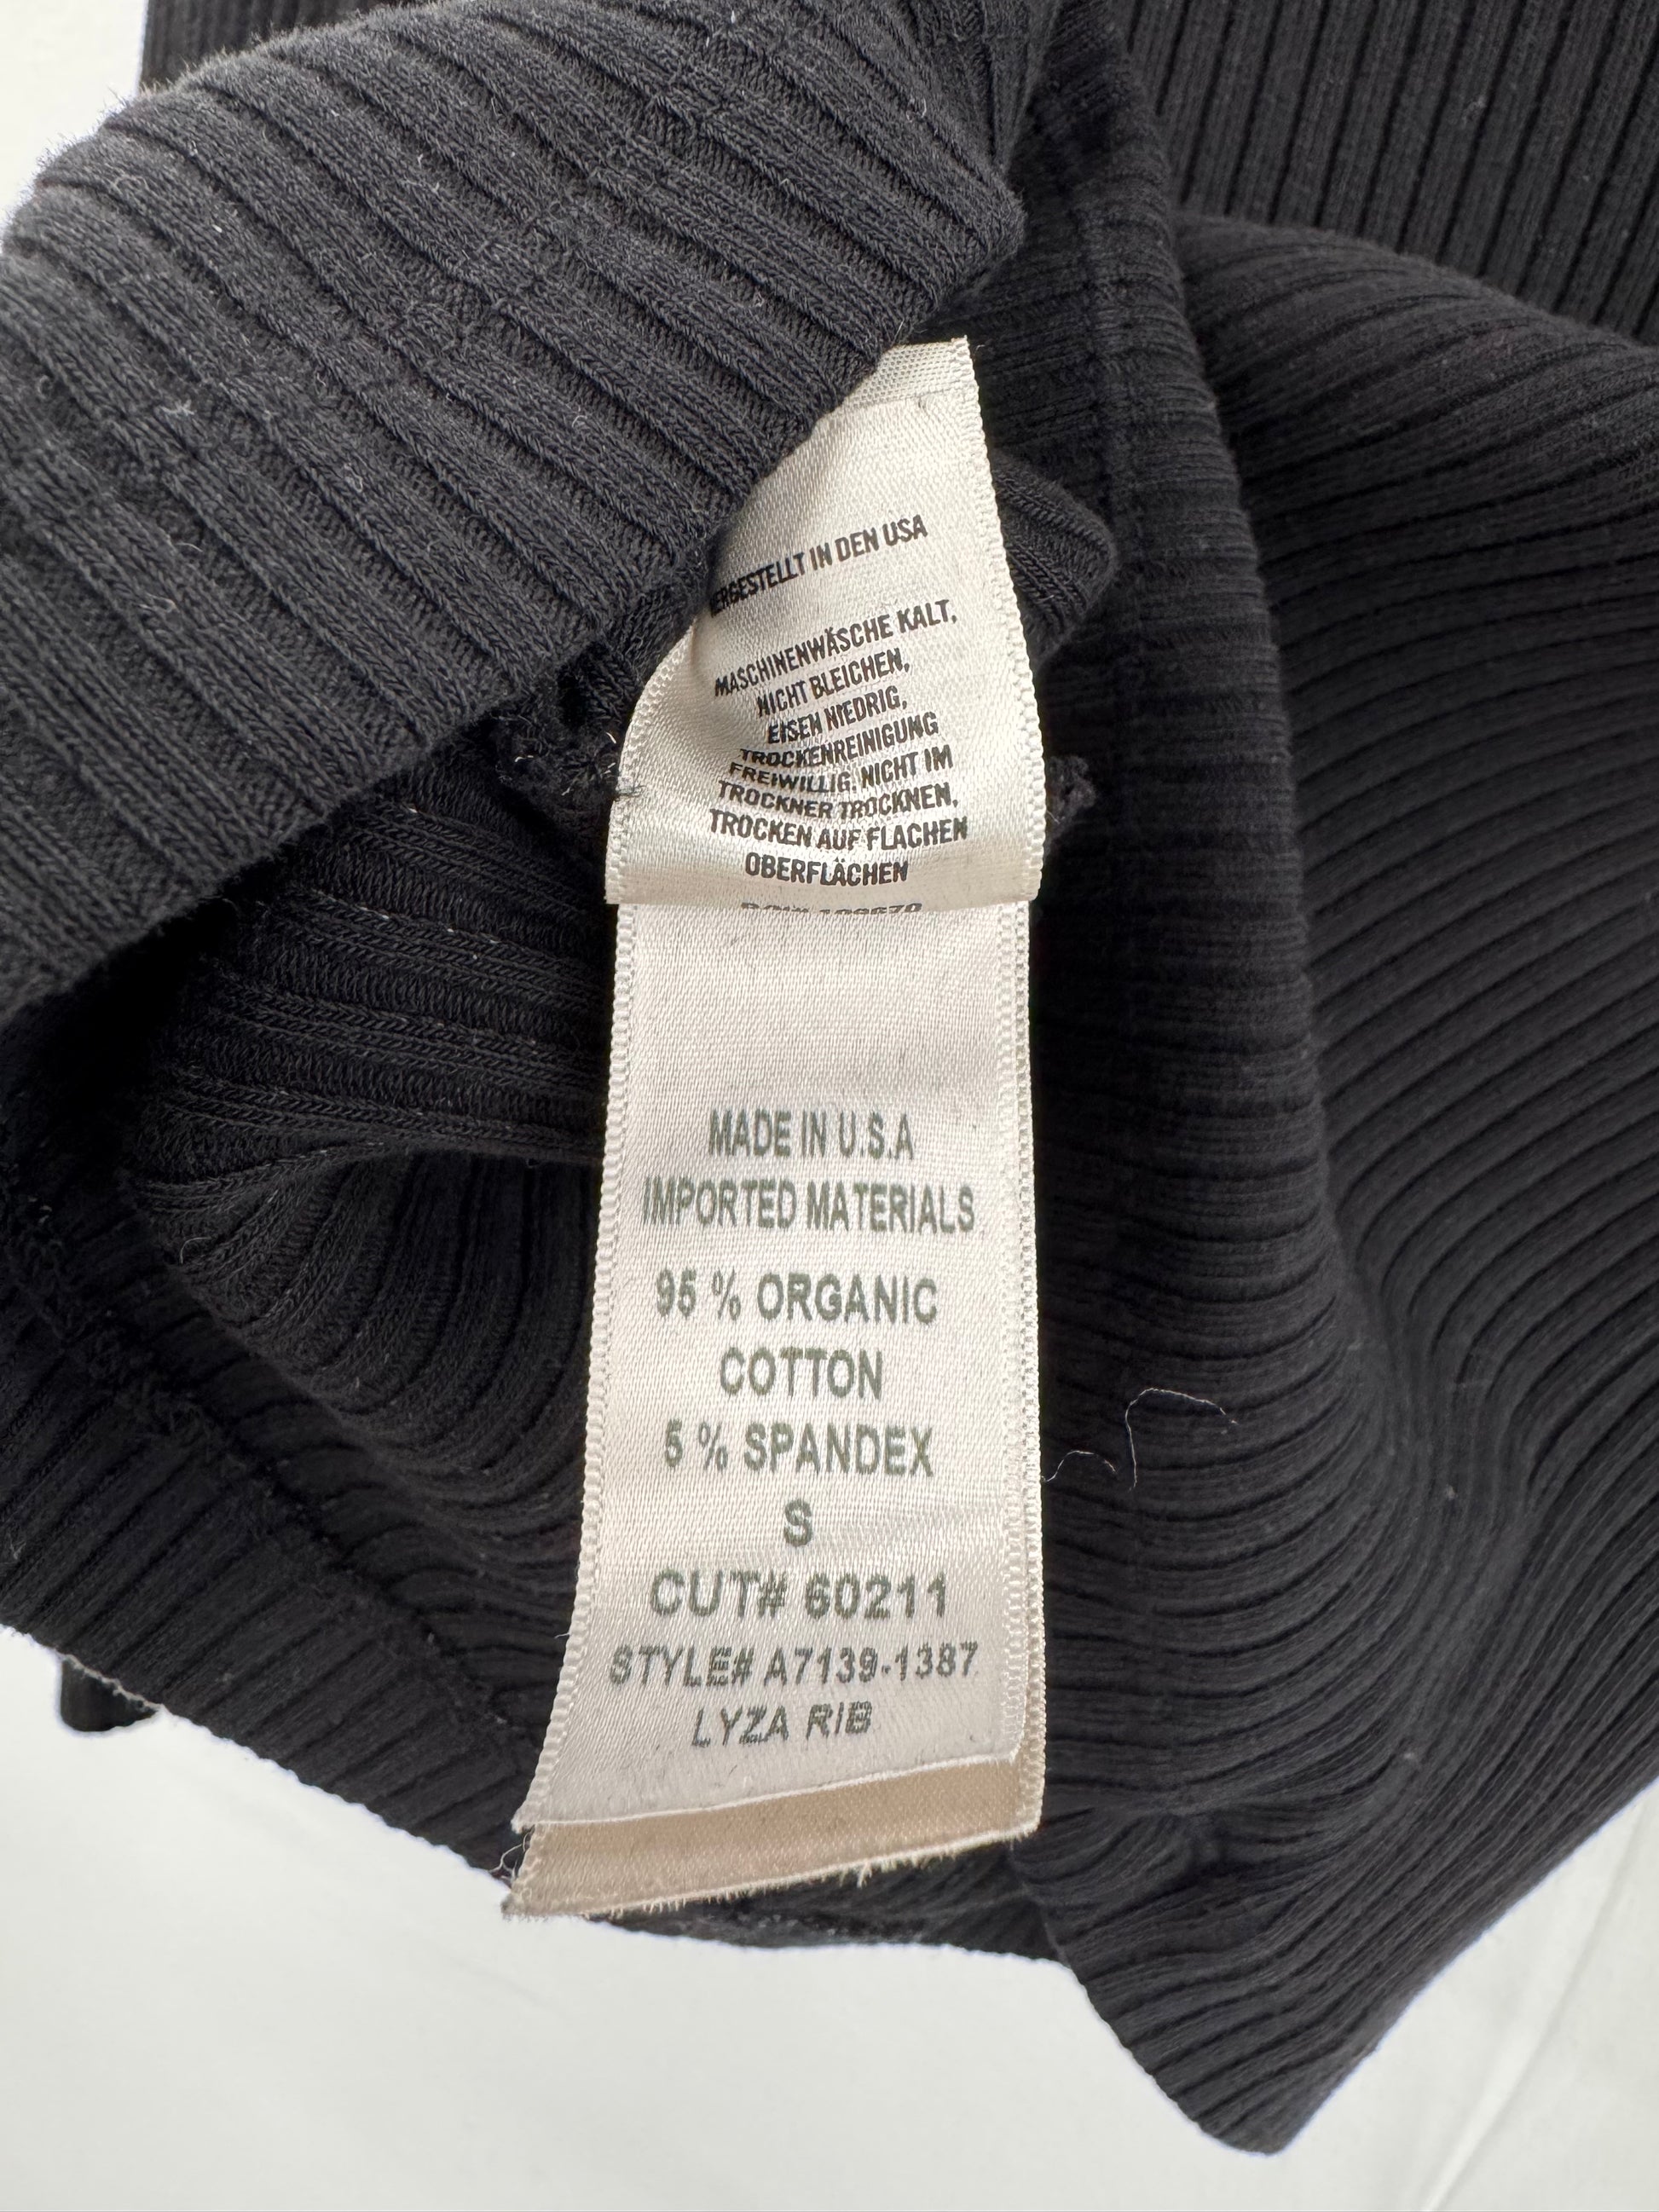 IN DEN USA
MASCHINENWÄSCHE KALT,
NICHT BLEICHEN,
EISEN NIEDRIG,
TROCKENREINIGUNG
FREIWILLIG, NICHT IM
TROCKNER TROCKNEN,
TROCKEN AUF FLACHEN
OBERFLÄCHEN
MADE IN U.S.A
IMPORTED MATERIALS
95 % ORGANIC
COTTON
5 % SPANDEX
S
CUT# 60211
STYLE# A7139-1387
LYZA RIB